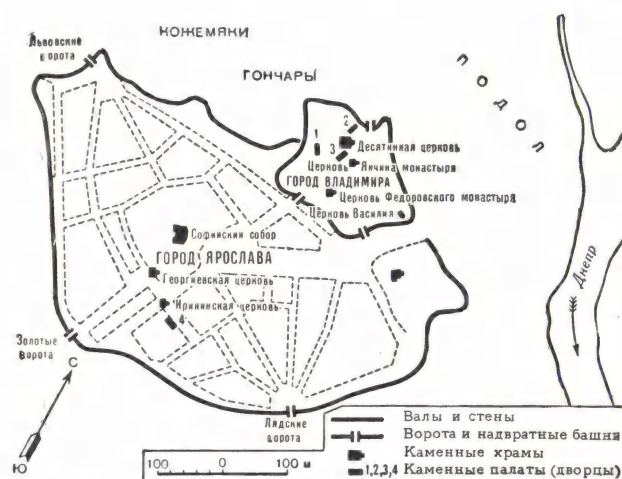 КОЖЕМЯКИ
Львовские
ворота
ГОНЧАРЫ
ПОДОЛ
2
1
3
Десятинная церковь
Церковь Янчина монастыря
ГОРОД ВЛАДИМИРА
Церковь Федоровского монастыря
Церковь Василия
Софийский собор
ГОРОД ЯРОСЛАВА
Георгиевская церковь
Ирининская церковь
4
Днепр
Золотые
ворота
С
Ю
Лядские
ворота
100 0 100 м
Валы и стены
Ворота и надвратные башни
Каменные храмы
1,2,3,4 Каменные палаты (дворцы)